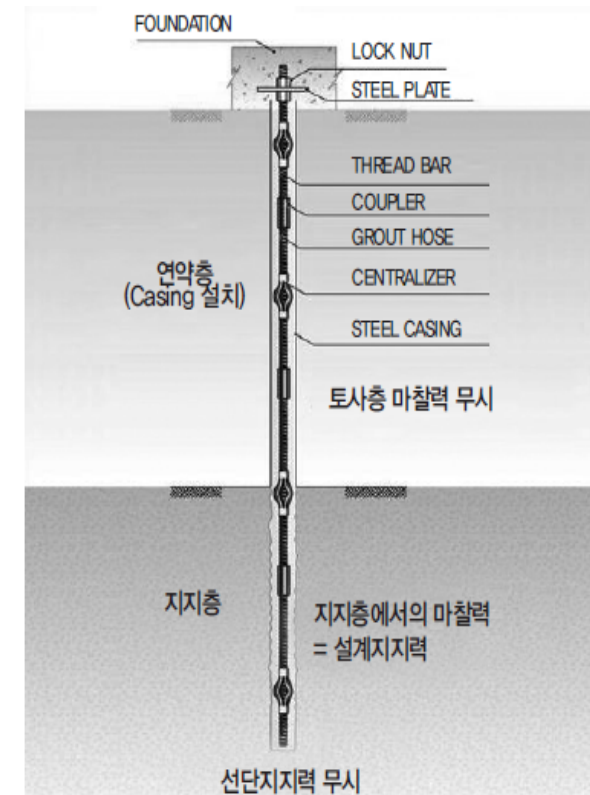 FOUNDATION
LOCK NUT
STEEL PLATE
THREAD BAR
COUPLER
GROUT HOSE
CENTRALIZER
STEEL CASING
연약층
(Casing 설치)
토사층 마찰력 무시
지지층
지지층에서의 마찰력
= 설계지지력
선단지지력 무시